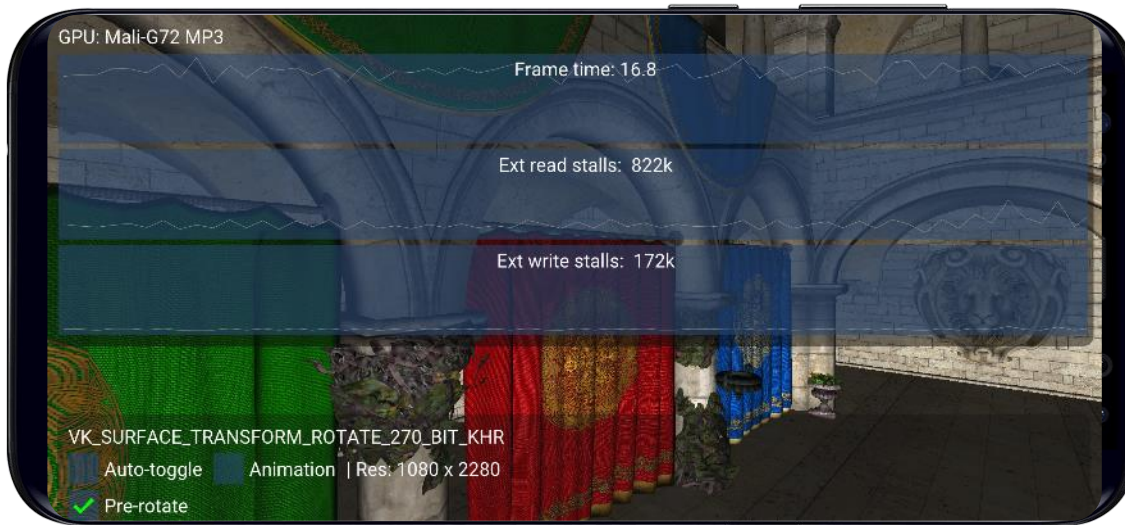 GPU: Mali-G72 MP3
Frame time: 16.8
Ext read stalls: 822k
Ext write stalls: 172k
VK_SURFACE_TRANSFORM_ROTATE_270_BIT_KHR
Auto-toggle Animation | Res: 1080 x 2280
Pre-rotate